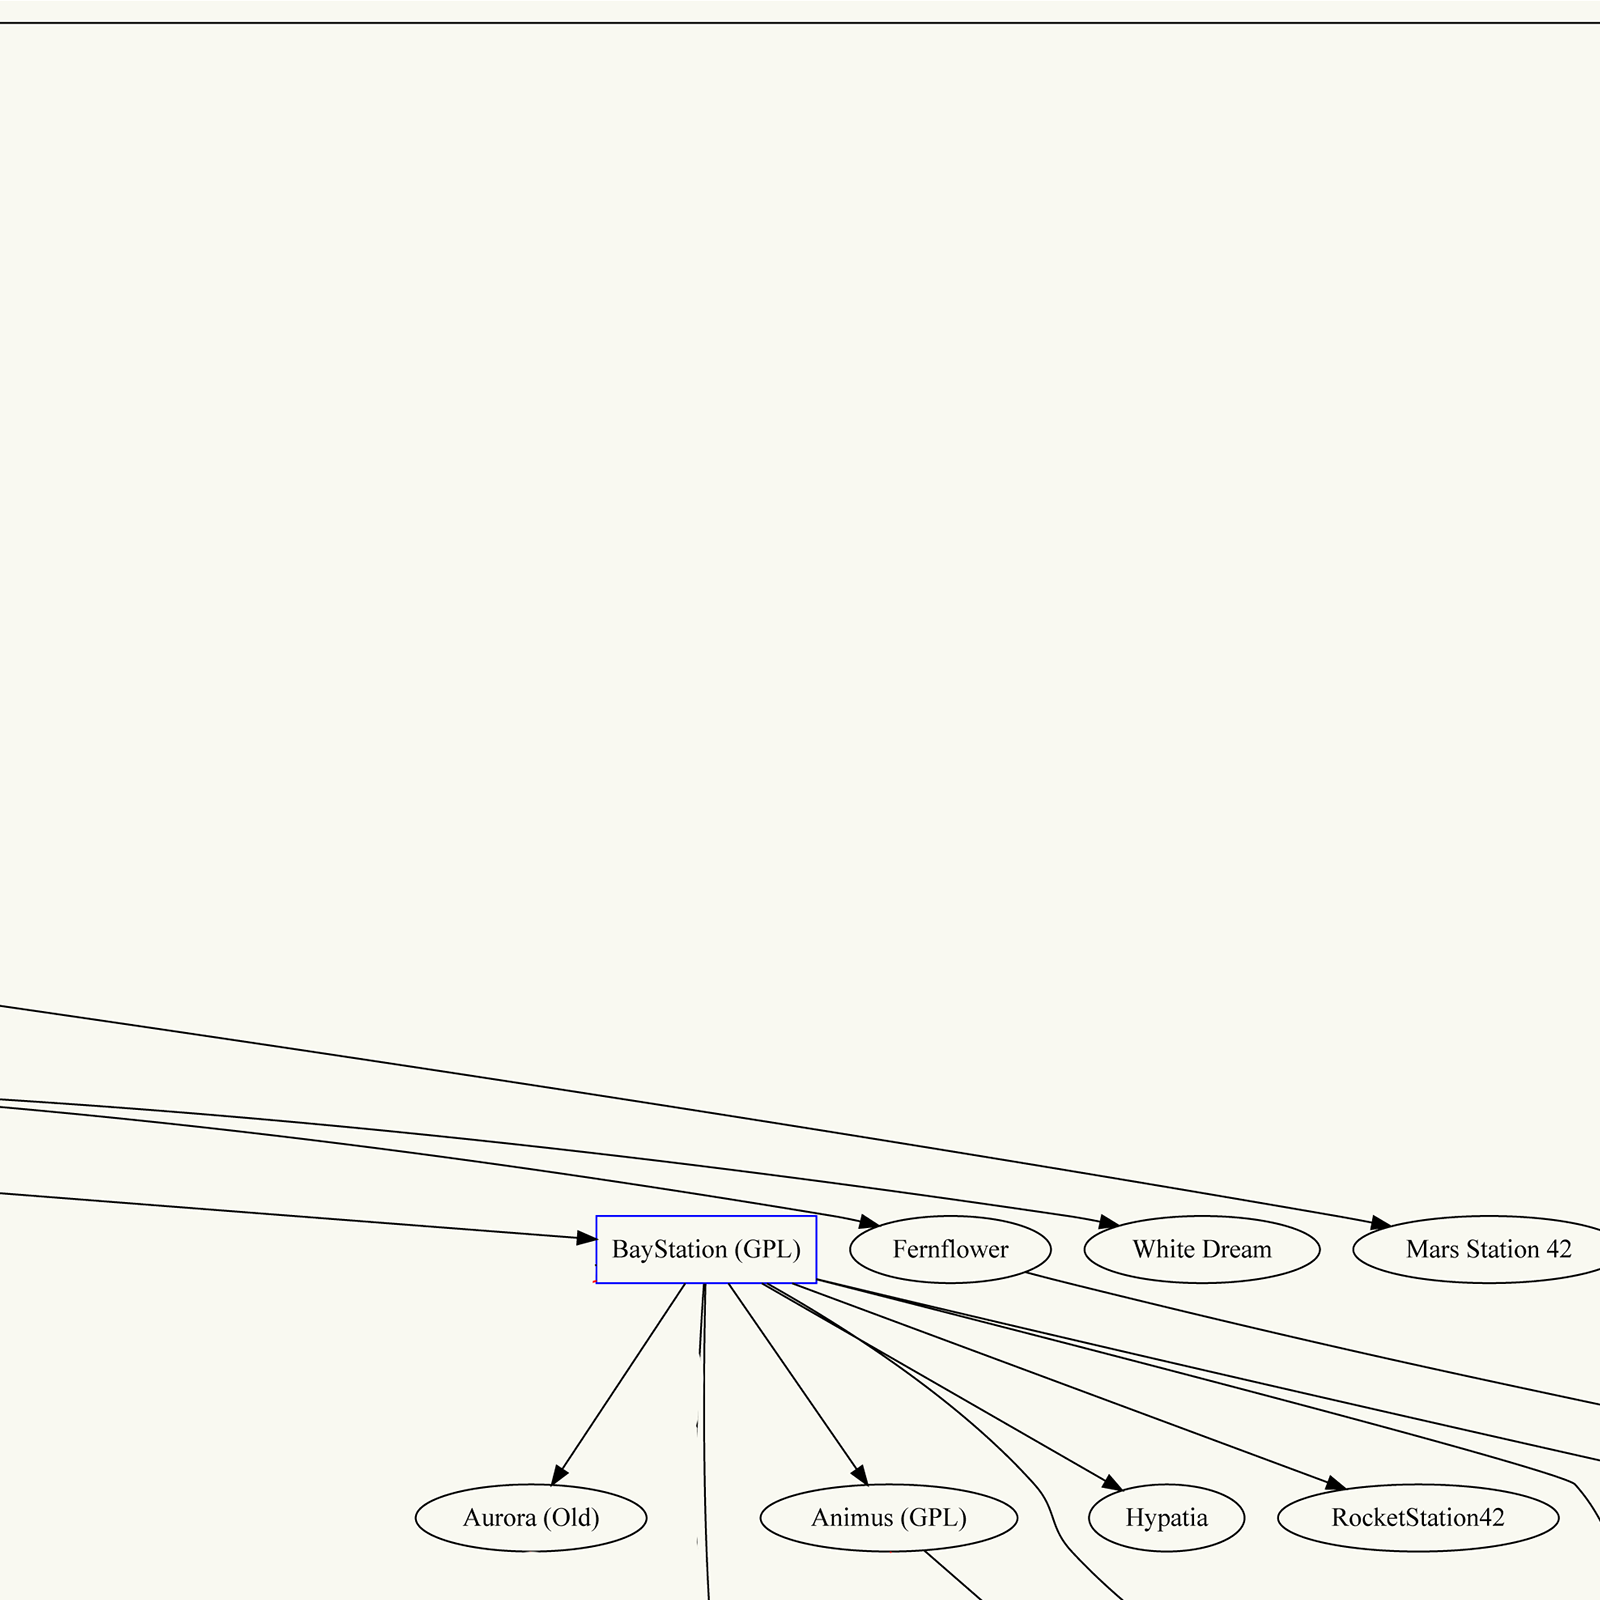 BayStation (GPL)
Fernflower
White Dream
Mars Station 42
Aurora (Old)
Animus (GPL)
Hypatia
RocketStation42